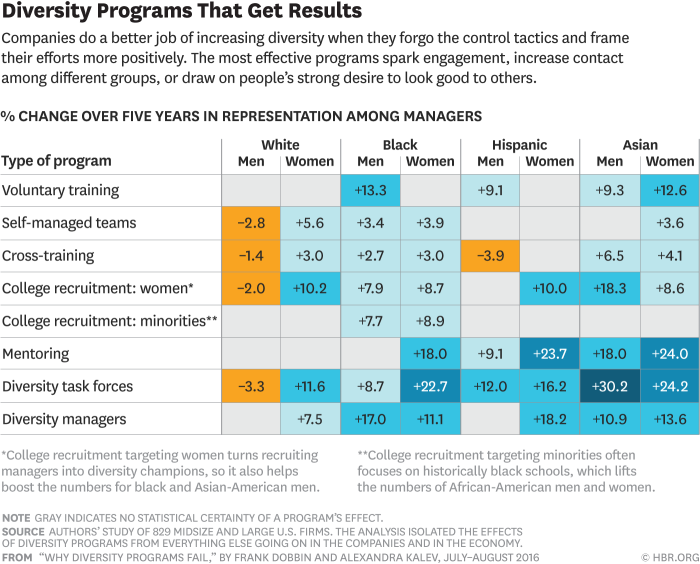 Diversity Programs That Get Results
Companies do a better job of increasing diversity when they forgo the control tactics and frame
their efforts more positively. The most effective programs spark engagement, increase contact
among different groups, or draw on people’s strong desire to look good to others.
% CHANGE OVER FIVE YEARS IN REPRESENTATION AMONG MANAGERS
White Black Hispanic Asian
Type of program Men Women Men Women Men Women Men Women
Voluntary training +13.3 +9.1 +9.3 +12.6
Self-managed teams −2.8 +5.6 +3.4 +3.9 +3.6
Cross-training −1.4 +3.0 +2.7 +3.0 −3.9 +6.5 +4.1
College recruitment: women* −2.0 +10.2 +7.9 +8.7 +10.0 +18.3 +8.6
College recruitment: minorities** +7.7 +8.9
Mentoring +18.0 +9.1 +23.7 +18.0 +24.0
Diversity task forces −3.3 +11.6 +8.7 +22.7 +12.0 +16.2 +30.2 +24.2
Diversity managers +7.5 +17.0 +11.1 +18.2 +10.9 +13.6
*College recruitment targeting women turns recruiting
managers into diversity champions, so it also helps
boost the numbers for black and Asian-American men.
**College recruitment targeting minorities often
focuses on historically black schools, which lifts
the numbers of African-American men and women.
NOTE GRAY INDICATES NO STATISTICAL CERTAINTY OF A PROGRAM’S EFFECT.
SOURCE AUTHORS’ STUDY OF 829 MIDSIZE AND LARGE U.S. FIRMS. THE ANALYSIS ISOLATED THE EFFECTS
OF DIVERSITY PROGRAMS FROM EVERYTHING ELSE GOING ON IN THE COMPANIES AND IN THE ECONOMY.
FROM “WHY DIVERSITY PROGRAMS FAIL,” BY FRANK DOBBIN AND ALEXANDRA KALEV, JULY–AUGUST 2016 © HBR.ORG